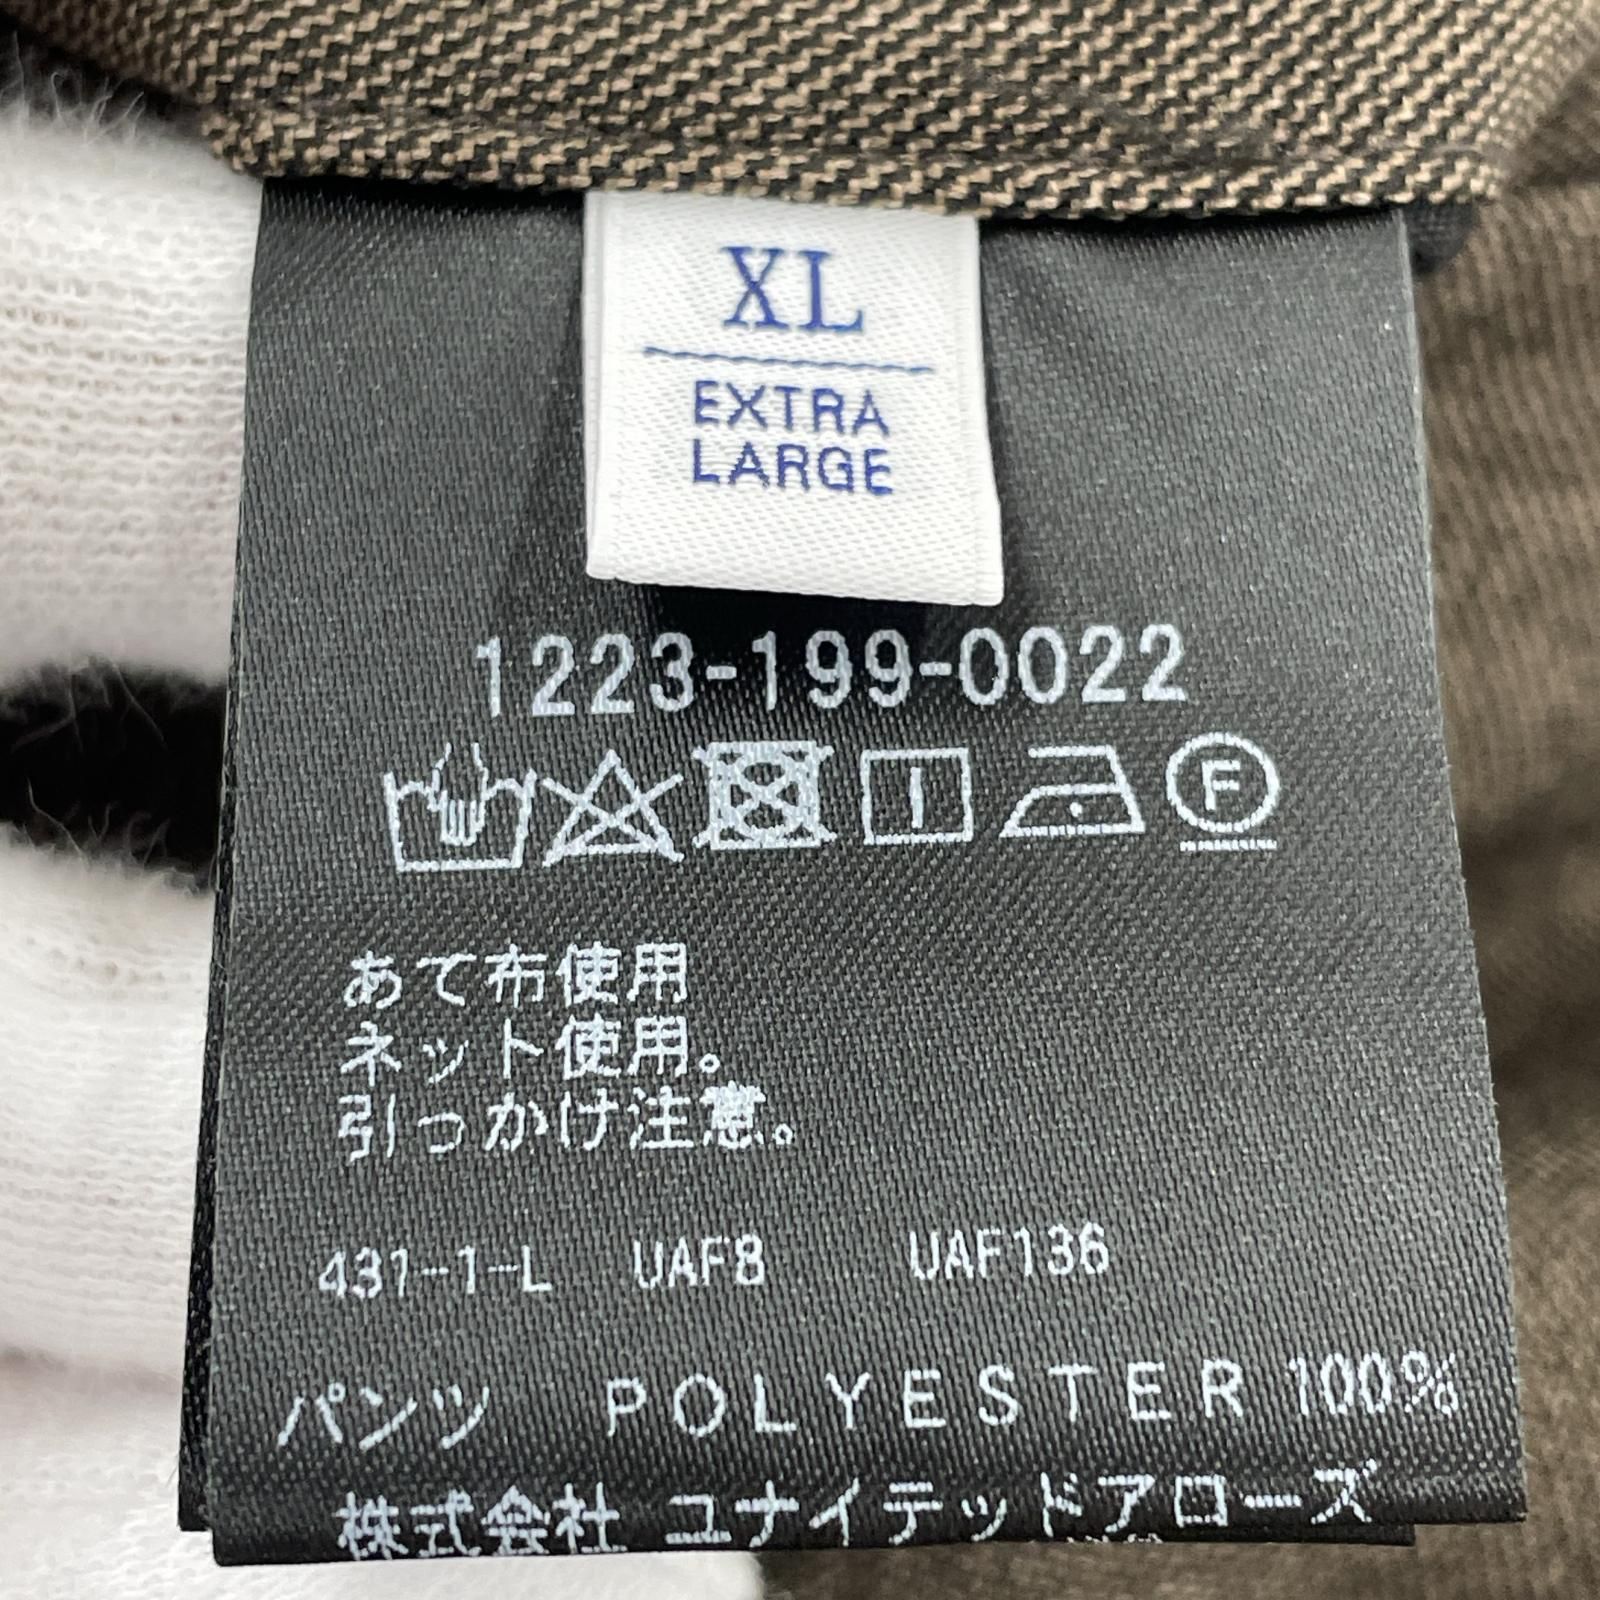 XL
EXTRA
LARGE
1223-199-0022
F
あて布使用
ネット使用。
引っかけ注意。
431-1-L UAF8 UAF136
パンツ POLYESTER 100%
株式会社 ユナイテッドアローズ